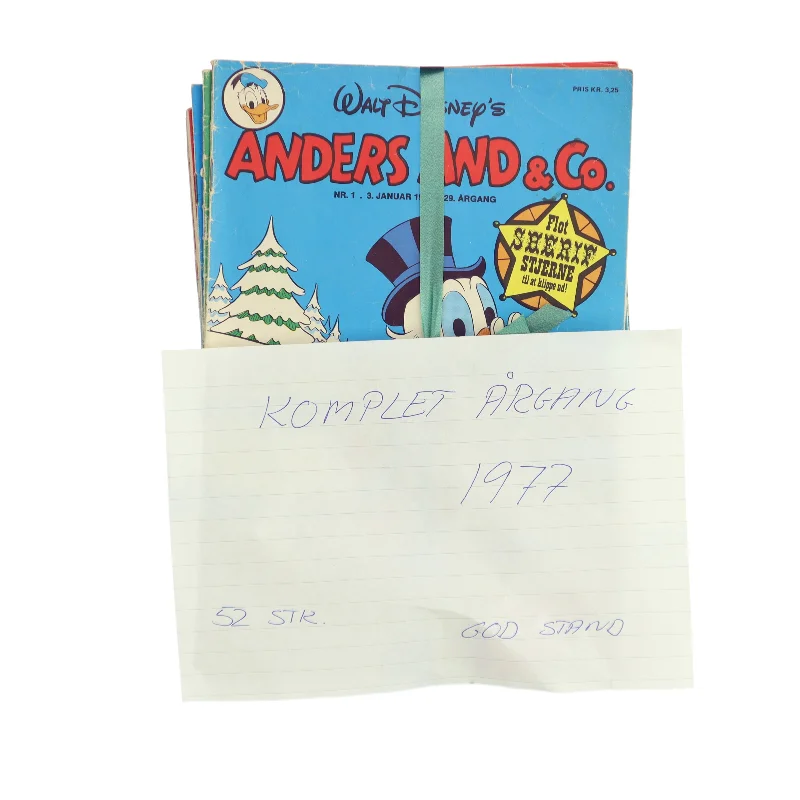 WALT DISNEY'S
PRIS KR. 3,25
ANDERS AND & CO.
NR. 1 . 3. JANUAR 29. ÅRGANG
Flot
SHERIF
STJERNE
til at klippe ud!
KOMPLET ÅRGANG
1977
52 STK.
GOD STAND